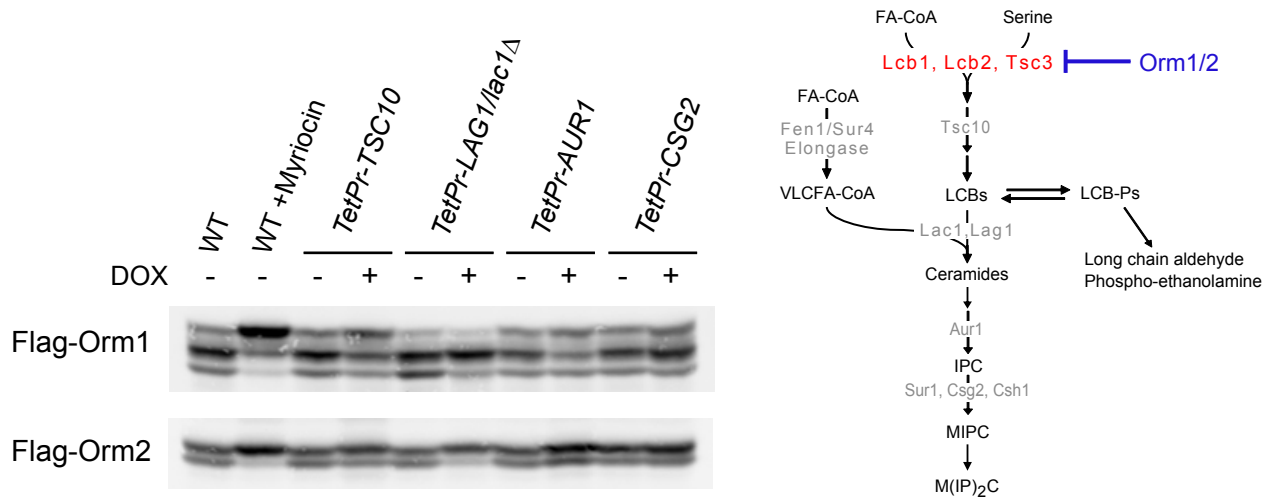 WT
WT +Myriocin
TetPr-TSC10
TetPr-LAG1/lac1Δ
TetPr-AUR1
TetPr-CSG2
DOX - - - + - + - + - +
Flag-Orm1
Flag-Orm2
FA-CoA Serine
Lcb1, Lcb2, Tsc3 Orm1/2
FA-CoA
Fen1/Sur4
Elongase
Tsc10
VLCFA-CoA LCBs LCB-Ps
Lac1,Lag1
Ceramides
Long chain aldehyde
Phospho-ethanolamine
Aur1
IPC
Sur1, Csg2, Csh1
MIPC
M(IP)2C